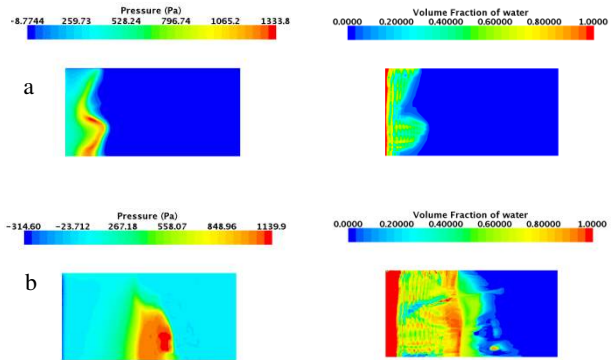 Pressure (Pa)
-8.7744 259.73 528.24 796.74 1065.2 1333.8
Volume Fraction of water
0.0000 0.20000 0.40000 0.60000 0.80000 1.0000
a
Pressure (Pa)
-314.60 -23.712 267.18 558.07 848.96 1139.9
Volume Fraction of water
0.0000 0.20000 0.40000 0.60000 0.80000 1.0000
b